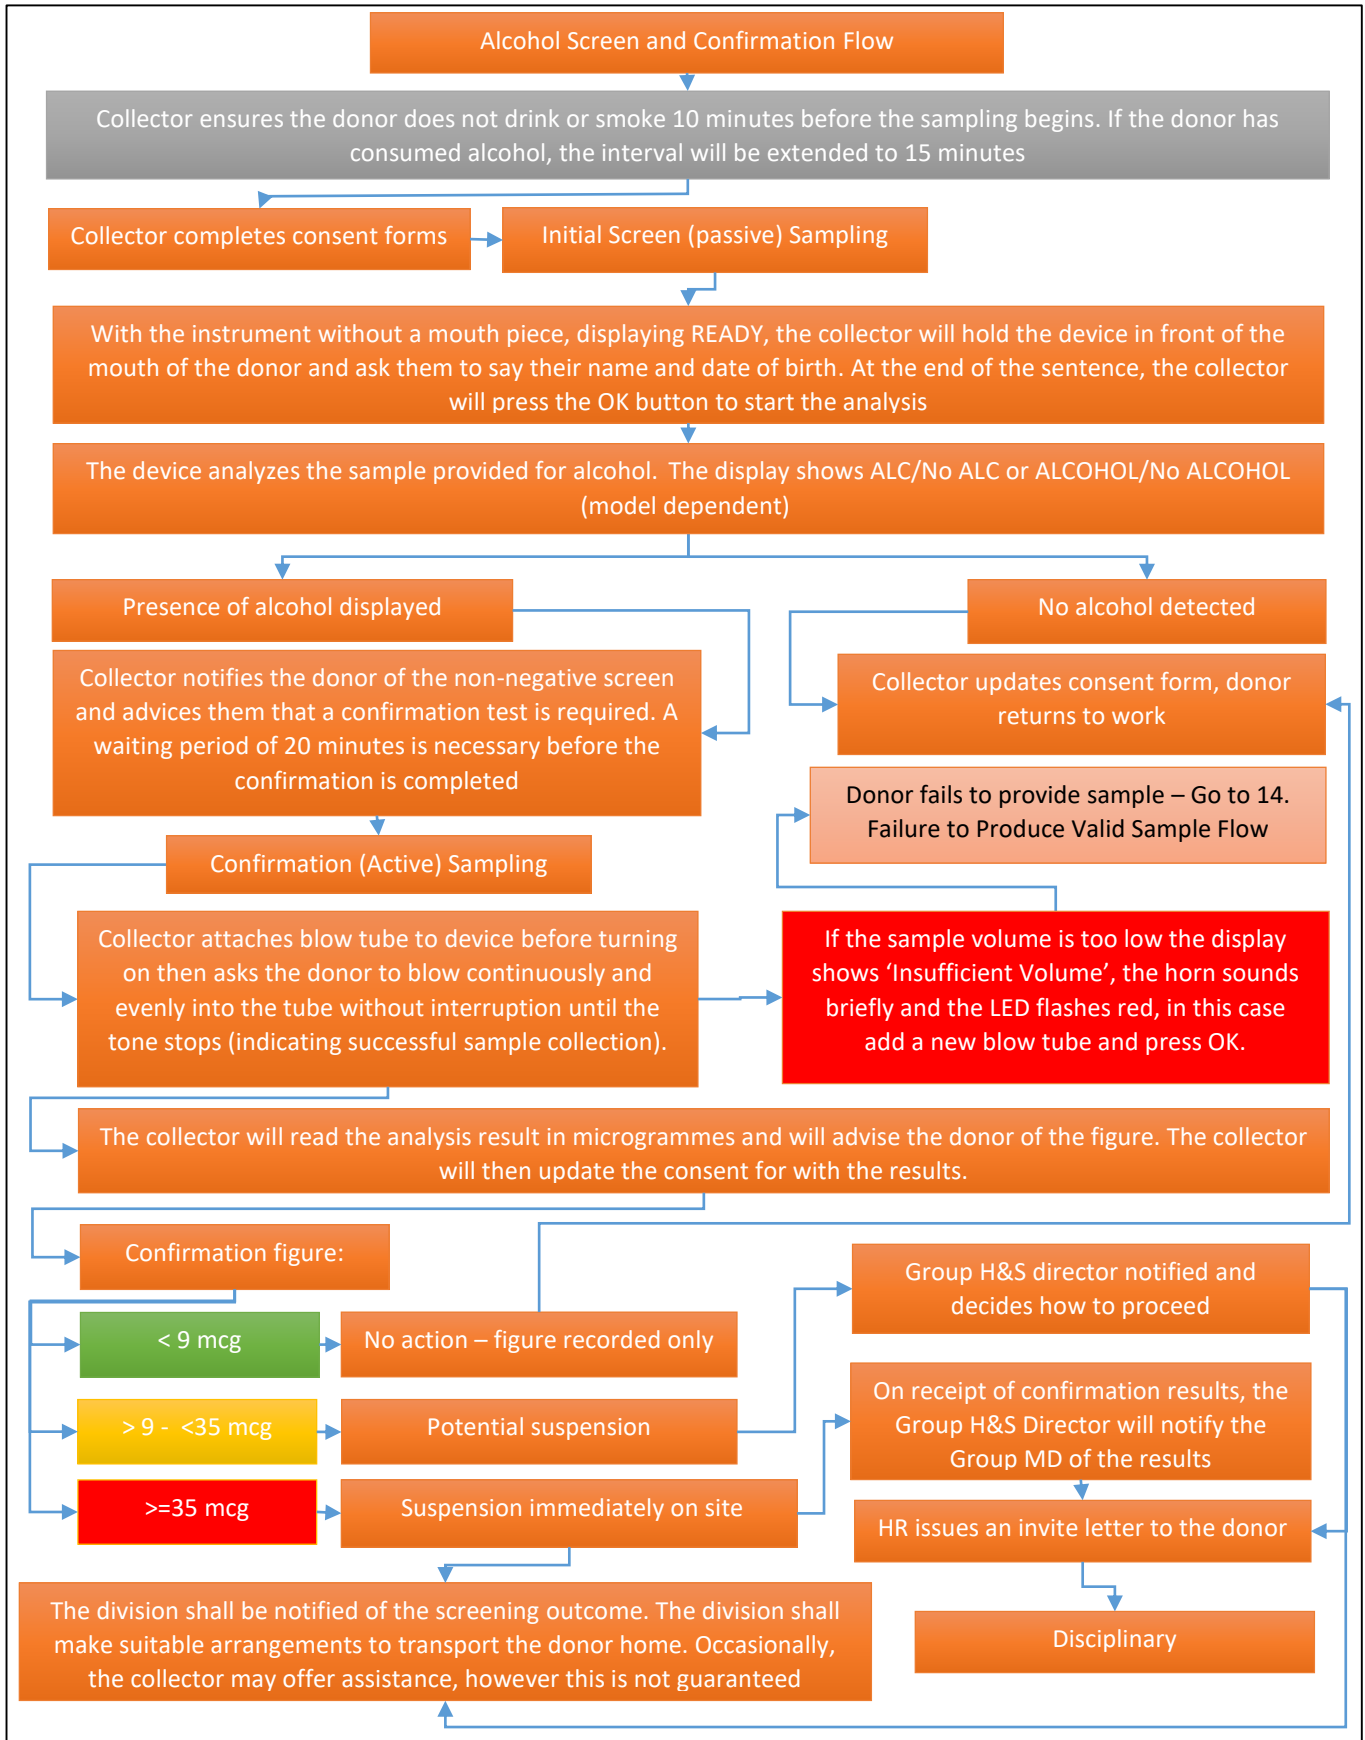 Alcohol Screen and Confirmation Flow
Collector ensures the donor does not drink or smoke 10 minutes before the sampling begins. If the donor has
consumed alcohol, the interval will be extended to 15 minutes
Collector completes consent forms
Initial Screen (passive) Sampling
With the instrument without a mouth piece, displaying READY, the collector will hold the device in front of the
mouth of the donor and ask them to say their name and date of birth. At the end of the sentence, the collector
will press the OK button to start the analysis
The device analyzes the sample provided for alcohol.  The display shows ALC/No ALC or ALCOHOL/No ALCOHOL
(model dependent)
Presence of alcohol displayed
No alcohol detected
Collector notifies the donor of the non-negative screen
and advices them that a confirmation test is required. A
waiting period of 20 minutes is necessary before the
confirmation is completed
Collector updates consent form, donor
returns to work
Donor fails to provide sample – Go to 14.
Failure to Produce Valid Sample Flow
Confirmation (Active) Sampling
Collector attaches blow tube to device before turning
on then asks the donor to blow continuously and
evenly into the tube without interruption until the
tone stops (indicating successful sample collection).
If the sample volume is too low the display
shows ‘Insufficient Volume’, the horn sounds
briefly and the LED flashes red, in this case
add a new blow tube and press OK.
The collector will read the analysis result in microgrammes and will advise the donor of the figure. The collector
will then update the consent for with the results.
Confirmation figure:
Group H&S director notified and
decides how to proceed
< 9 mcg
No action – figure recorded only
> 9 -  <35 mcg
Potential suspension
On receipt of confirmation results, the
Group H&S Director will notify the
Group MD of the results
>=35 mcg
Suspension immediately on site
HR issues an invite letter to the donor
The division shall be notified of the screening outcome. The division shall
make suitable arrangements to transport the donor home. Occasionally,
the collector may offer assistance, however this is not guaranteed
Disciplinary